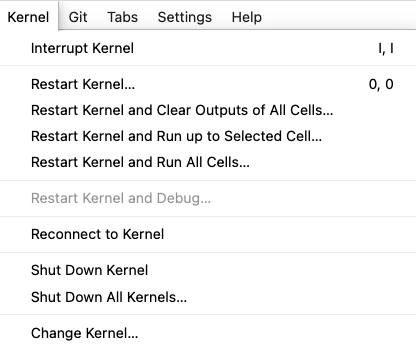 Kernel Git Tabs Settings Help
Interrupt Kernel I, I
Restart Kernel... 0, 0
Restart Kernel and Clear Outputs of All Cells...
Restart Kernel and Run up to Selected Cell...
Restart Kernel and Run All Cells...
Restart Kernel and Debug...
Reconnect to Kernel
Shut Down Kernel
Shut Down All Kernels...
Change Kernel...